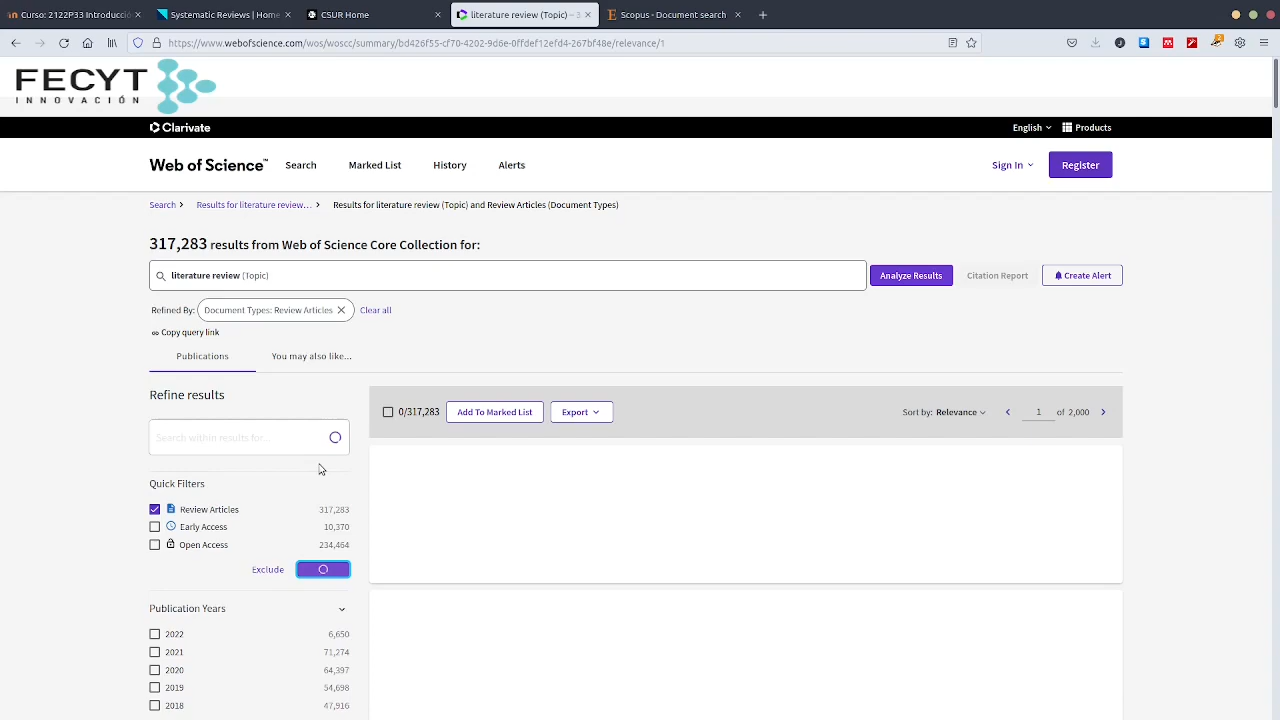 Curso: 2122P33 Introducció
Systematic Reviews | Home
CSUR Home
literature review (Topic) – 3
Scopus - Document search
https://www.webofscience.com/wos/woscc/summary/bd426f55-cf70-4202-9d6e-0ffdef12efd4-267bf48e/relevance/1
FECYT
INNOVACIÓN
Clarivate
English
Products
Web of Science™
Search
Marked List
History
Alerts
Sign In
Register
Search
Results for literature review...
Results for literature review (Topic) and Review Articles (Document Types)
317,283 results from Web of Science Core Collection for:
literature review (Topic)
Analyze Results
Citation Report
Create Alert
Refined By:
Document Types: Review Articles
Clear all
Copy query link
Publications
You may also like...
Refine results
Search within results for...
0/317,283
Add To Marked List
Export
Sort by: Relevance
1
of 2,000
Quick Filters
Review Articles 317,283
Early Access 10,370
Open Access 234,464
Exclude
Publication Years
2022 6,650
2021 71,274
2020 64,397
2019 54,698
2018 47,916